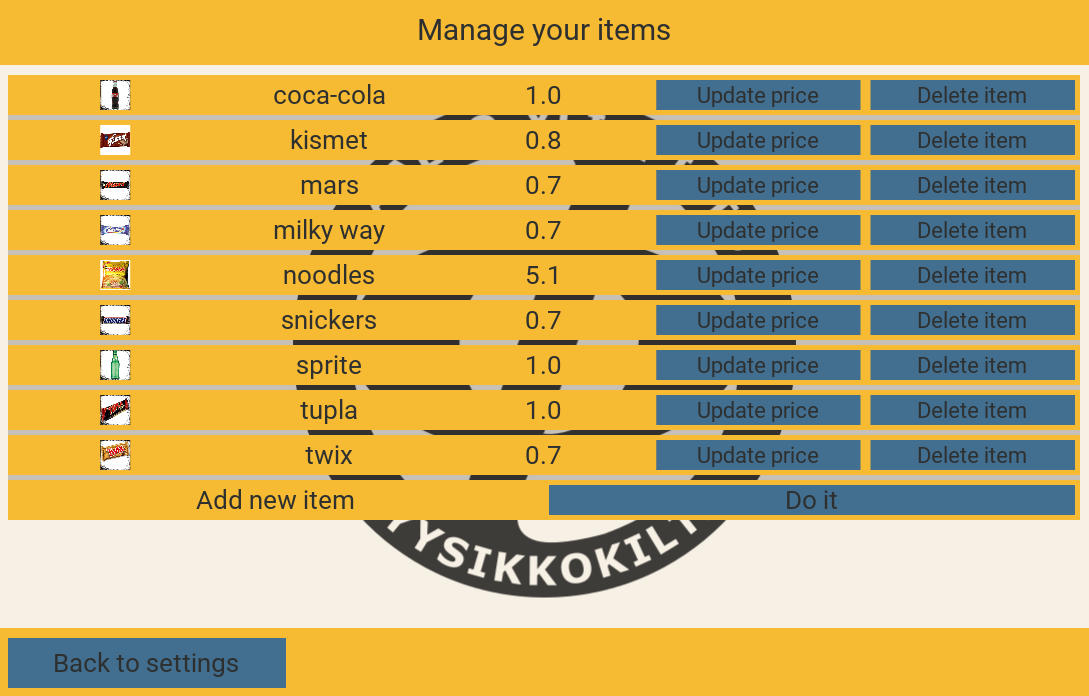 Manage your items
coca-cola 1.0 Update price Delete item
kismet 0.8 Update price Delete item
mars 0.7 Update price Delete item
milky way 0.7 Update price Delete item
noodles 5.1 Update price Delete item
snickers 0.7 Update price Delete item
sprite 1.0 Update price Delete item
tupla 1.0 Update price Delete item
twix 0.7 Update price Delete item
Add new item Do it
YYSIKKOKILT
Back to settings